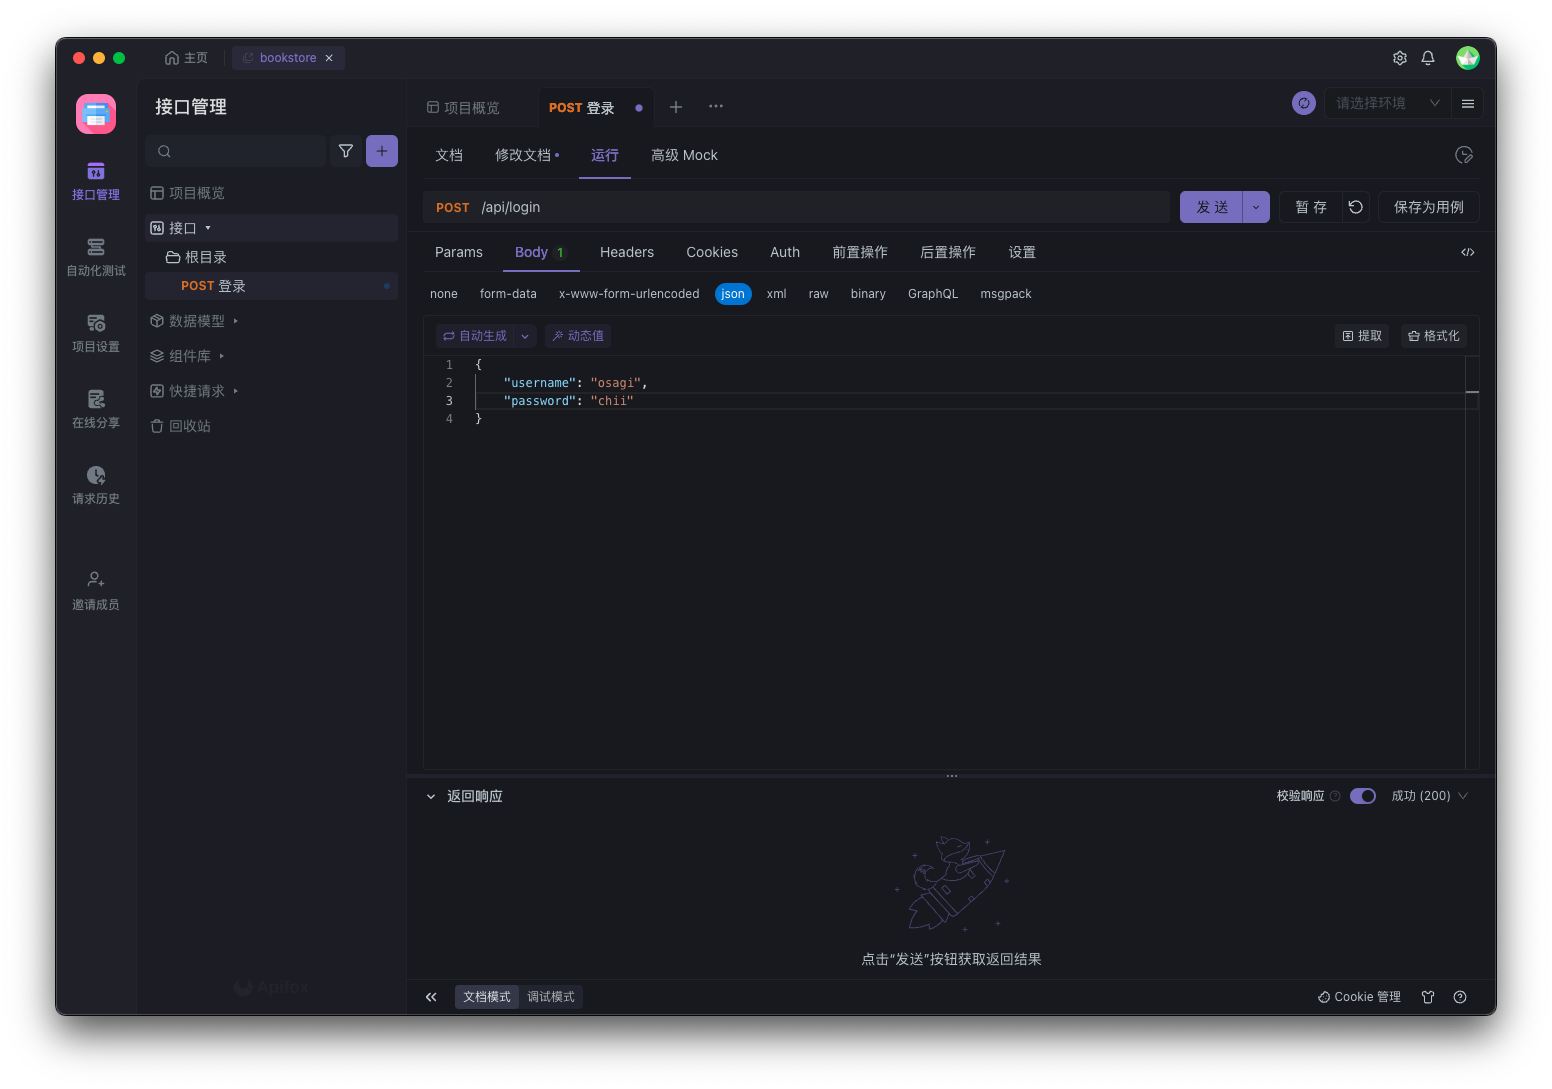 主页
bookstore
接口管理
自动化测试
项目设置
在线分享
请求历史
邀请成员
接口管理
项目概览
接口
根目录
POST 登录
数据模型
组件库
快捷请求
回收站
Apifox
项目概览
POST 登录
请选择环境
文档
修改文档
运行
高级 Mock
POST /api/login
发 送
暂 存
保存为用例
Params
Body 1
Headers
Cookies
Auth
前置操作
后置操作
设置
none
form-data
x-www-form-urlencoded
json
xml
raw
binary
GraphQL
msgpack
自动生成
动态值
提取
格式化
1 {
2 "username": "osagi",
3 "password": "chii"
4 }
返回响应
校验响应
成功 (200)
点击“发送”按钮获取返回结果
文档模式
调试模式
Cookie 管理